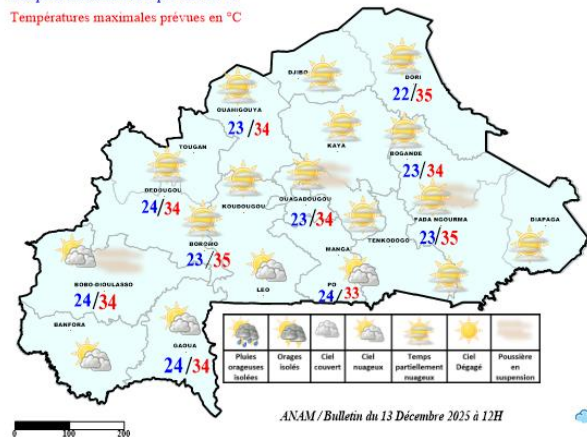 Températures maximales prévues en °C
DJIBO
DORI
22/35
OUAHIGOUYA
23/34
TOUGAN
KAYA
BOGANDE
23/34
DEDOUGOU
24/34
KOUDOUGOU
OUAGADOUGOU
23/34
FADA NGOURMA
23/35
DIAPAGA
BOROMO
23/35
MANGA
TENKODOGO
BOBO-DIOULASSO
24/34
LEO
PO
24/33
BANFORA
GAOUA
24/34
Pluies orageuses isolées
Orages isolés
Ciel couvert
Ciel nuageux
Temps partiellement nuageux
Ciel Dégagé
Poussière en suspension
ANAM / Bulletin du 13 Décembre 2025 à 12H
0 100 200